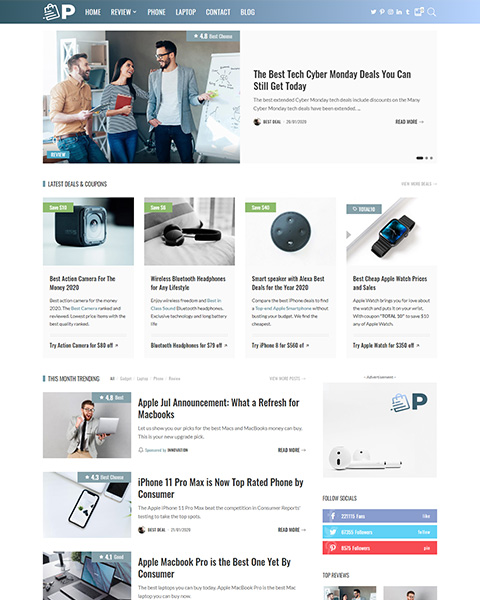 P HOME REVIEW PHONE LAPTOP CONTACT BLOG
4.8 Best Choice
REVIEW
The Best Tech Cyber Monday Deals You Can
Still Get Today
The best extended Cyber Monday tech deals include discounts on the Many
Cyber Monday tech deals have been extended. ...
BEST DEAL - 26/01/2020 READ MORE
LATEST DEALS & COUPONS VIEW MORE DEALS
Save $10
Best Action Camera For The
Money 2020
Best action camera for the money
2020. The Best Camera ranked and
reviewed. Lowest price items with the
best quality ranked.
Try Action Camera for $80 off
Save $8
Wireless Bluetooth Headphones
for Any Lifestyle
Enjoy wireless freedom and Best in
Class Sound Bluetooth headphones.
Exclusive technology and long battery
life
Bluetooth Headphones for $79 off
Save $40
Smart speaker with Alexa Best
Deals for the Year 2020
Compare the best iPhone deals to find
a Top-end Apple Smartphone without
busting your budget. We find the
cheapest.
Try iPhone 8 for $560 of
TOTAL10
Best Cheap Apple Watch Prices
and Sales
Apple Watch brings you for love about
the watch and puts it on your wrist.
With coupon "TOTAL 10" to save $10
any of Apple Watch.
Try Apple Watch for $350 off
THIS MONTH TRENDING All Gadget Laptop Phone Review VIEW MORE POSTS
4.8 Best
Apple Jul Announcement: What a Refresh for
Macbooks
Let us show you our picks for the best Macs and MacBooks money can buy.
This is your new upgrade pick.
Sponsored by INNOVATION READ MORE
4.3 Best Choice
iPhone 11 Pro Max is Now Top Rated Phone by
Consumer
The Apple iPhone 11 Pro Max beat the competition in Consumer Reports'
testing to take the top spots.
BEST DEAL - 21/01/2020 READ MORE
4.1 Best
Apple Macbook Pro is the Best One Yet By
Consumer
The best laptops you can buy today. Apple MacBook Pro is the best Mac
laptop you can buy now.
- Advertisement -
P
FOLLOW SOCIALS
Fans like
Followers follow
Followers pin
TOP REVIEWS